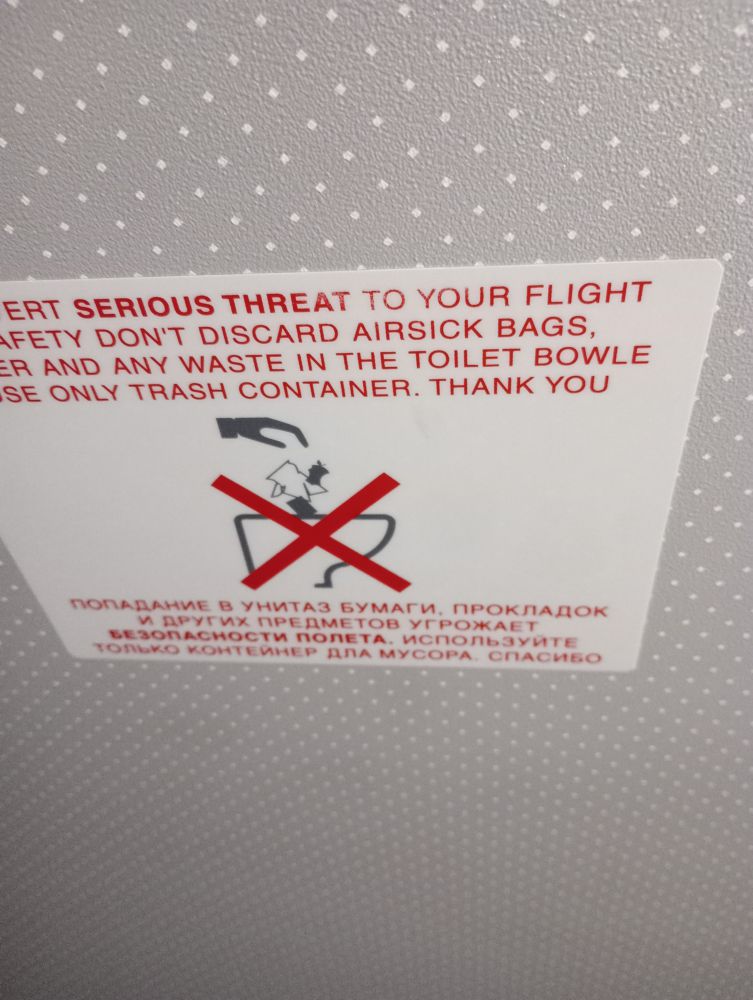 ERT SERIOUS THREAT TO YOUR FLIGHT
AFETY DON'T DISCARD AIRSICK BAGS,
ER AND ANY WASTE IN THE TOILET BOWLE
USE ONLY TRASH CONTAINER. THANK YOU
ПОПАДАНИЕ В УНИТАЗ БУМАГИ, ПРОКЛАДОК
И ДРУГИХ ПРЕДМЕТОВ УГРОЖАЕТ
БЕЗОПАСНОСТИ ПОЛЕТА. ИСПОЛЬЗУЙТЕ
ТОЛЬКО КОНТЕЙНЕР ДЛА МУСОРА. СПАСИБО